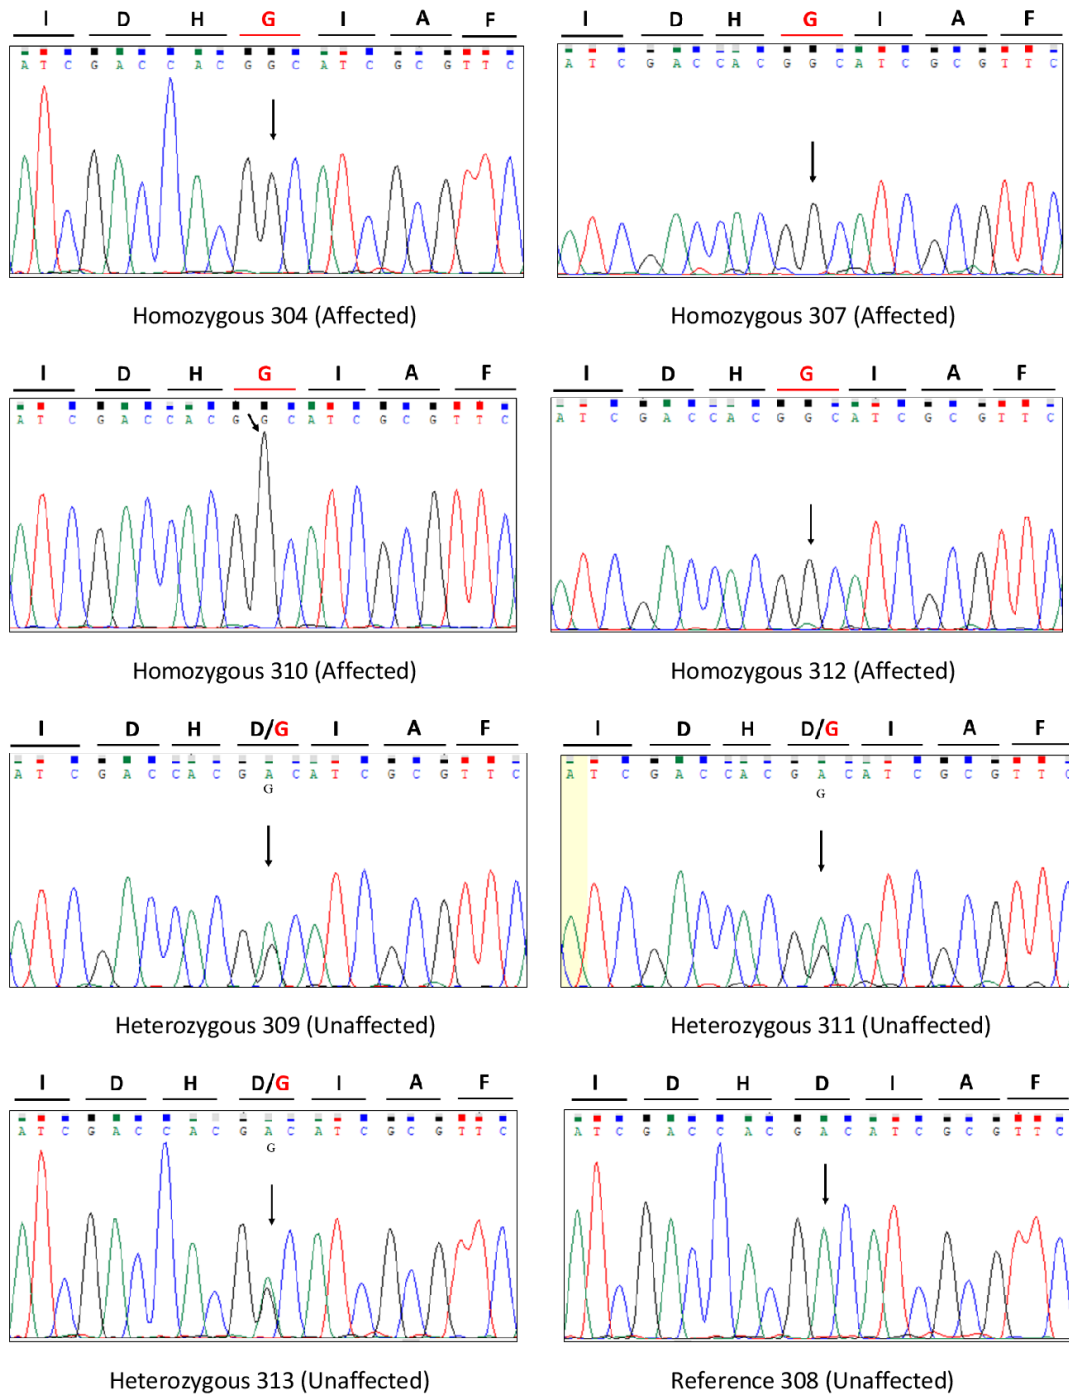 I D H G I A F
A T C G A C C A C G G C A T C G C G T T C
Homozygous 304 (Affected)
I D H G I A F
A T C G A C C A C G G C A T C G C G T T C
Homozygous 307 (Affected)
I D H G I A F
A T C G A C C A C G G C A T C G C G T T C
Homozygous 310 (Affected)
I D H G I A F
A T C G A C C A C G G C A T C G C G T T C
Homozygous 312 (Affected)
I D H D/G I A F
A T C G A C C A C G A C A T C G C G T T C
G
Heterozygous 309 (Unaffected)
I D H D/G I A F
A T C G A C C A C G A C A T C G C G T T C
G
Heterozygous 311 (Unaffected)
I D H D/G I A F
A T C G A C C A C G A C A T C G C G T T C
G
Heterozygous 313 (Unaffected)
I D H D I A F
A T C G A C C A C G A C A T C G C G T T C
Reference 308 (Unaffected)